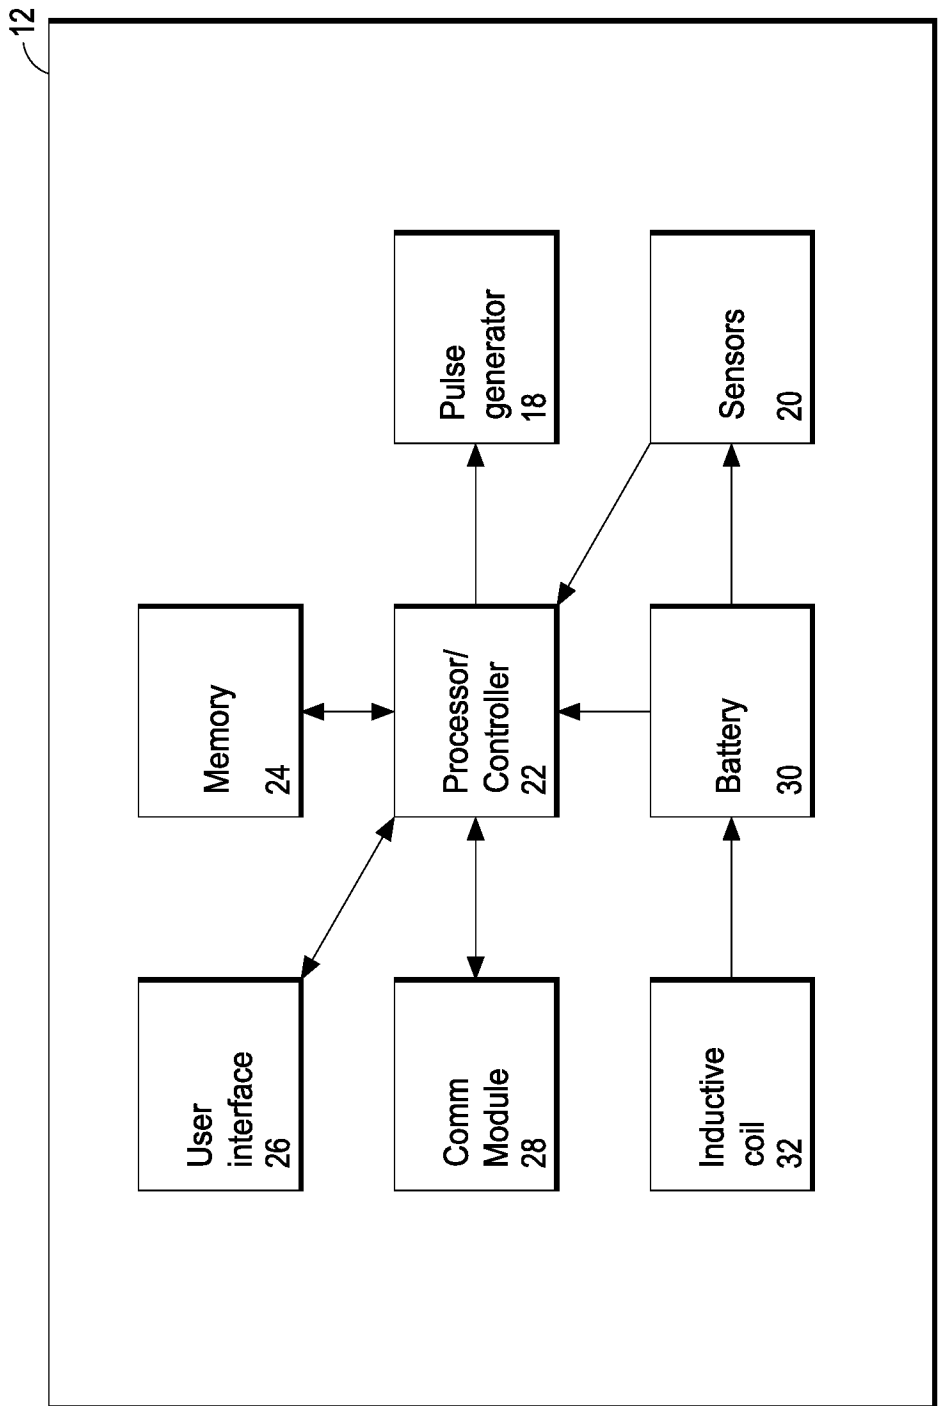 12
User
interface
26
Memory
24
Comm
Module
28
Processor/
Controller
22
Pulse
generator
18
Inductive
coil
32
Battery
30
Sensors
20